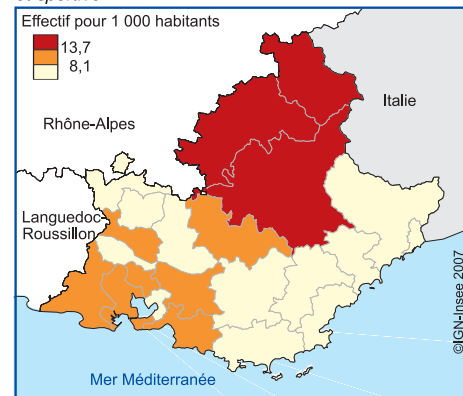 Effectif pour 1 000 habitants
13,7
8,1
Italie
Rhône-Alpes
Languedoc
Roussillon
©IGN-Insee 2007
Mer Méditerranée